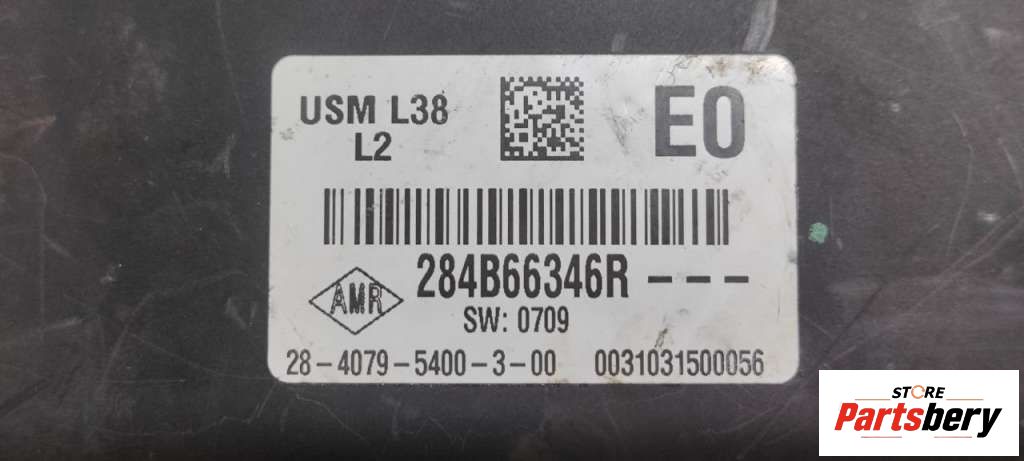 USM L38
L2
E0
284B66346R---
AMR
SW: 0709
28-4079-5400-3-00 0031031500056
STORE
Partsbery